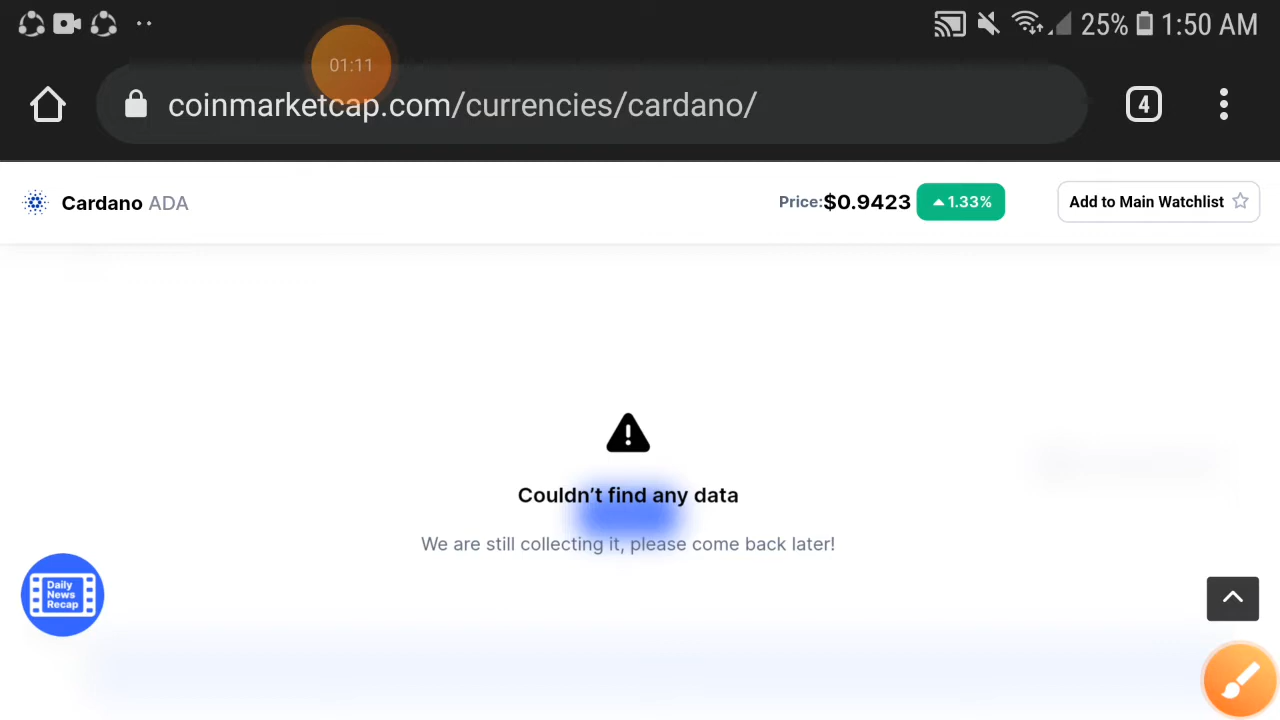 25% 1:50 AM
01:11
coinmarketcap.com/currencies/cardano/
4
Cardano ADA
Price:$0.9423 1.33%
Add to Main Watchlist
Couldn't find any data
We are still collecting it, please come back later!
Daily
News
Recap